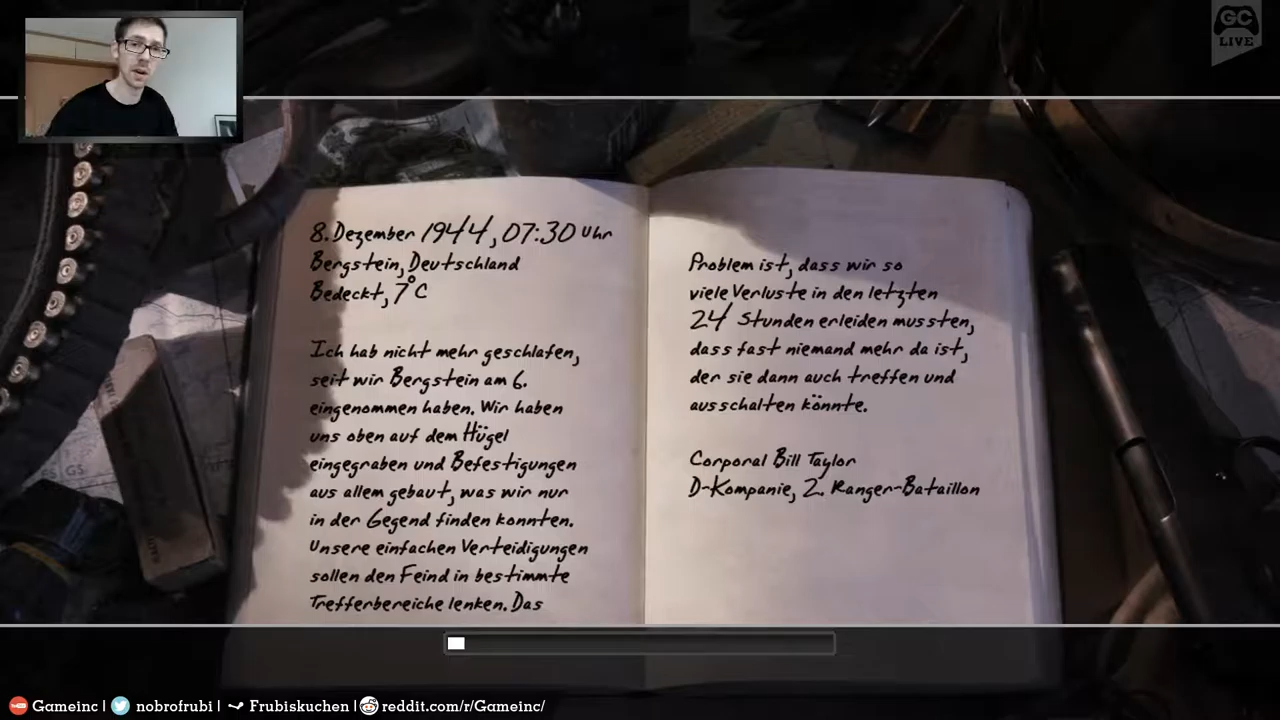 GC
LIVE
8. Dezember 1944, 07:30 Uhr
Bergstein, Deutschland
Bedeckt, 7°C
Ich hab nicht mehr geschlafen,
seit wir Bergstein am 6.
eingenommen haben. Wir haben
uns oben auf dem Hügel
eingegraben und Befestigungen
aus allem gebaut, was wir nur
in der Gegend finden konnten.
Unsere einfachen Verteidigungen
sollen den Feind in bestimmte
Trefferbereiche lenken. Das
Problem ist, dass wir so
viele Verluste in den letzten
24 Stunden erleiden mussten,
dass fast niemand mehr da ist,
der sie dann auch treffen und
ausschalten könnte.
Corporal Bill Taylor
D-Kompanie, 2. Ranger-Bataillon
Gameinc | nobrofrubi | Frubiskuchen | reddit.com/r/Gameinc/